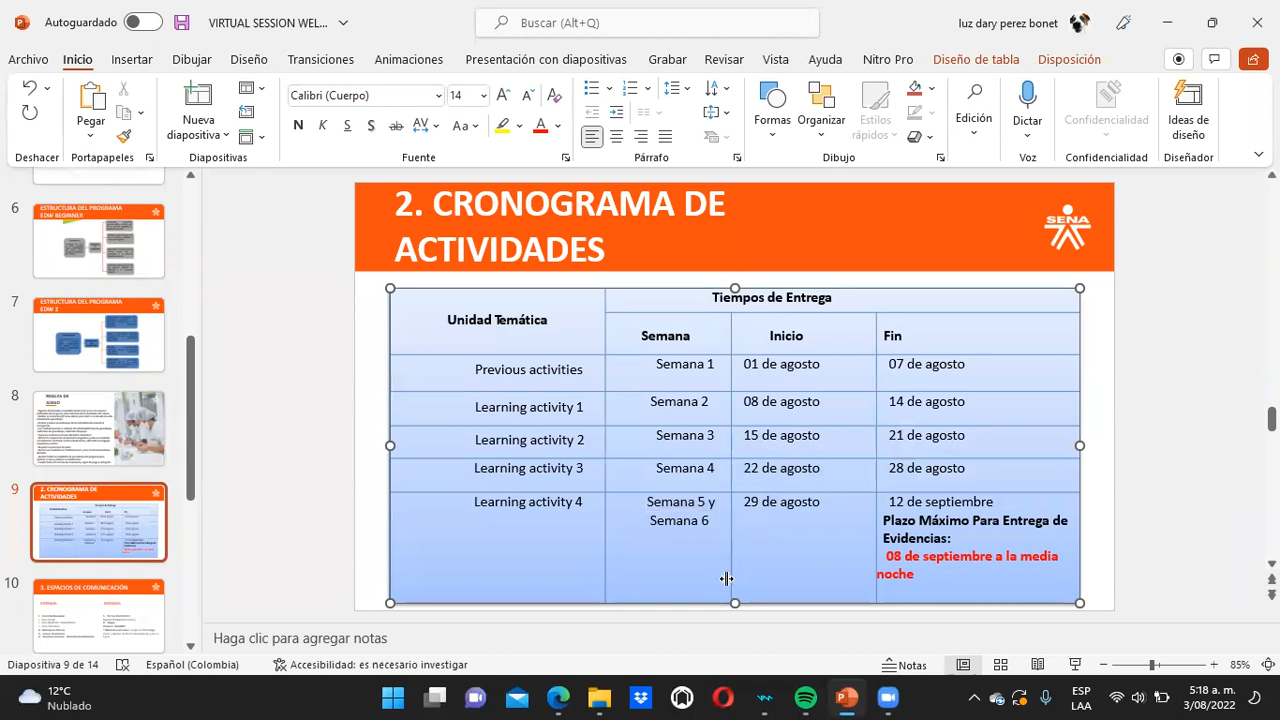 Autoguardado
VIRTUAL SESSION WEL...
Buscar (Alt+Q)
luz dary perez bonet
Archivo Inicio Insertar Dibujar Diseño Transiciones Animaciones Presentación con diapositivas Grabar Revisar Vista Ayuda Nitro Pro Diseño de tabla Disposición
Calibri (Cuerpo) 14
Pegar
Nueva diapositiva
Formas Organizar Estilos rápidos
Edición
Dictar
Confidencialidad
Ideas de diseño
Deshacer Portapapeles Diapositivas Fuente Párrafo Dibujo Voz Confidencialidad Diseñador
6
ESTRUCTURA DEL PROGRAMA
EDW BEGINNER
7
ESTRUCTURA DEL PROGRAMA
EDW 2
8
REGLAS DE
JUEGO
9
2. CRONOGRAMA DE
ACTIVIDADES
10
3. ESPACIOS DE COMUNICACIÓN
2. CRONOGRAMA DE
ACTIVIDADES
SENA
Unidad Temática Tiempos de Entrega
Semana Inicio Fin
Previous activities Semana 1 01 de agosto 07 de agosto
Learning activity 1 Semana 2 08 de agosto 14 de agosto
Learning activity 2 Semana 3 15 de agosto 21 de agosto
Learning activity 3 Semana 4 22 de agosto 28 de agosto
Learning activity 4 Semana 5 y 29 de agosto 12 de septiembre
Semana 6 Plazo Máximo Para Entrega de
Evidencias:
08 de septiembre a la media
noche
Haga clic para agregar notas
Diapositiva 9 de 14 Español (Colombia) Accesibilidad: es necesario investigar Notas 85%
12°C
Nublado
ESP
LAA
5:18 a. m.
3/08/2022